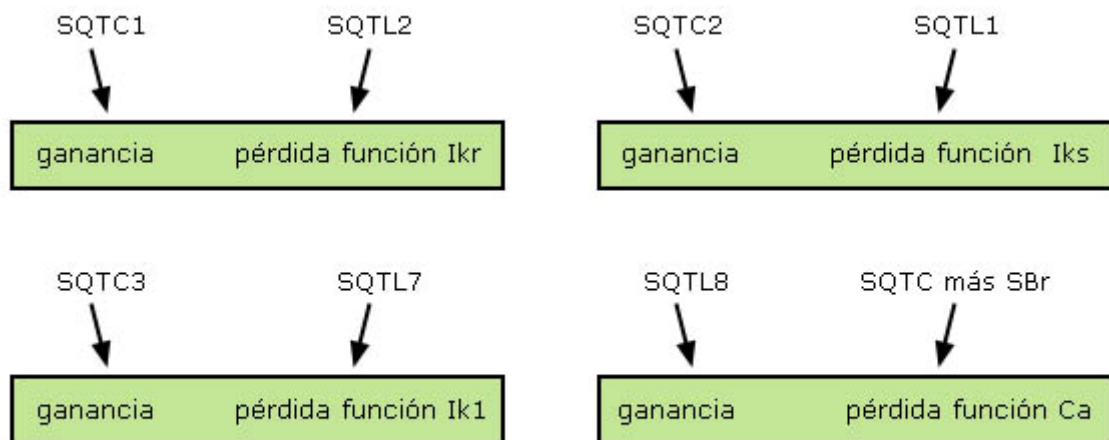 SQTC1 SQTL2 SQTC2 SQTL1
ganancia pérdida función Ikr ganancia pérdida función Iks
SQTC3 SQTL7 SQTL8 SQTC más SBr
ganancia pérdida función Ik1 ganancia pérdida función Ca